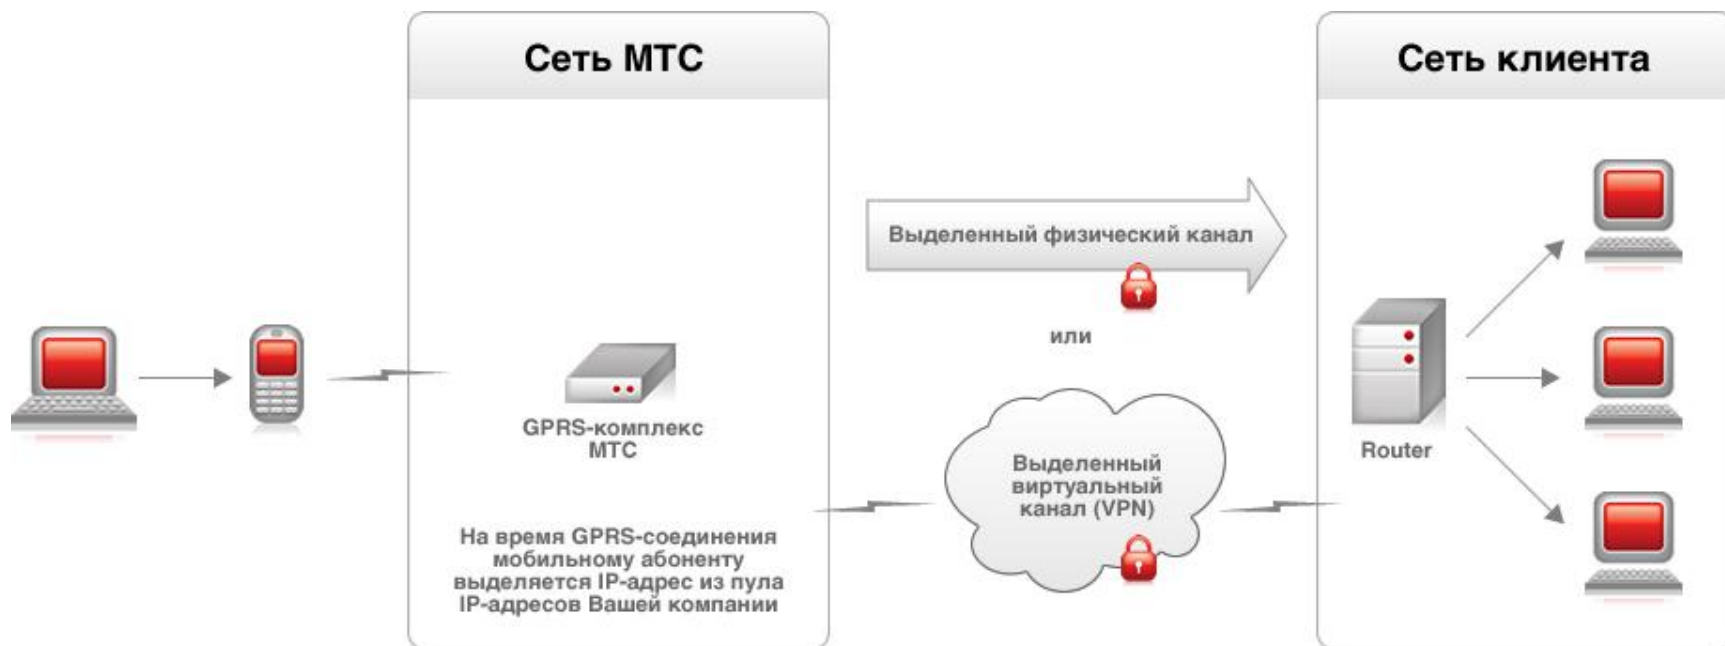 Сеть МТС
Сеть клиента
Выделенный физический канал
или
GPRS-комплекс
МТС
Выделенный
виртуальный
канал (VPN)
Router
На время GPRS-соединения
мобильному абоненту
выделяется IP-адрес из пула
IP-адресов Вашей компании